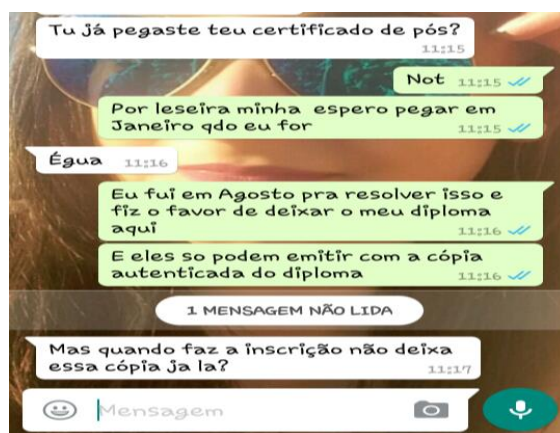 Tu já pegaste teu certificado de pós?
11:15
Not 11:15
Por leseira minha espero pegar em
Janeiro qdo eu for 11:15
Égua 11:16
Eu fui em Agosto pra resolver isso e
fiz o favor de deixar o meu diploma
aqui 11:16
E eles so podem emitir com a cópia
autenticada do diploma 11:16
1 MENSAGEM NÃO LIDA
Mas quando faz a inscrição não deixa
essa cópia ja la? 11:17
Mensagem